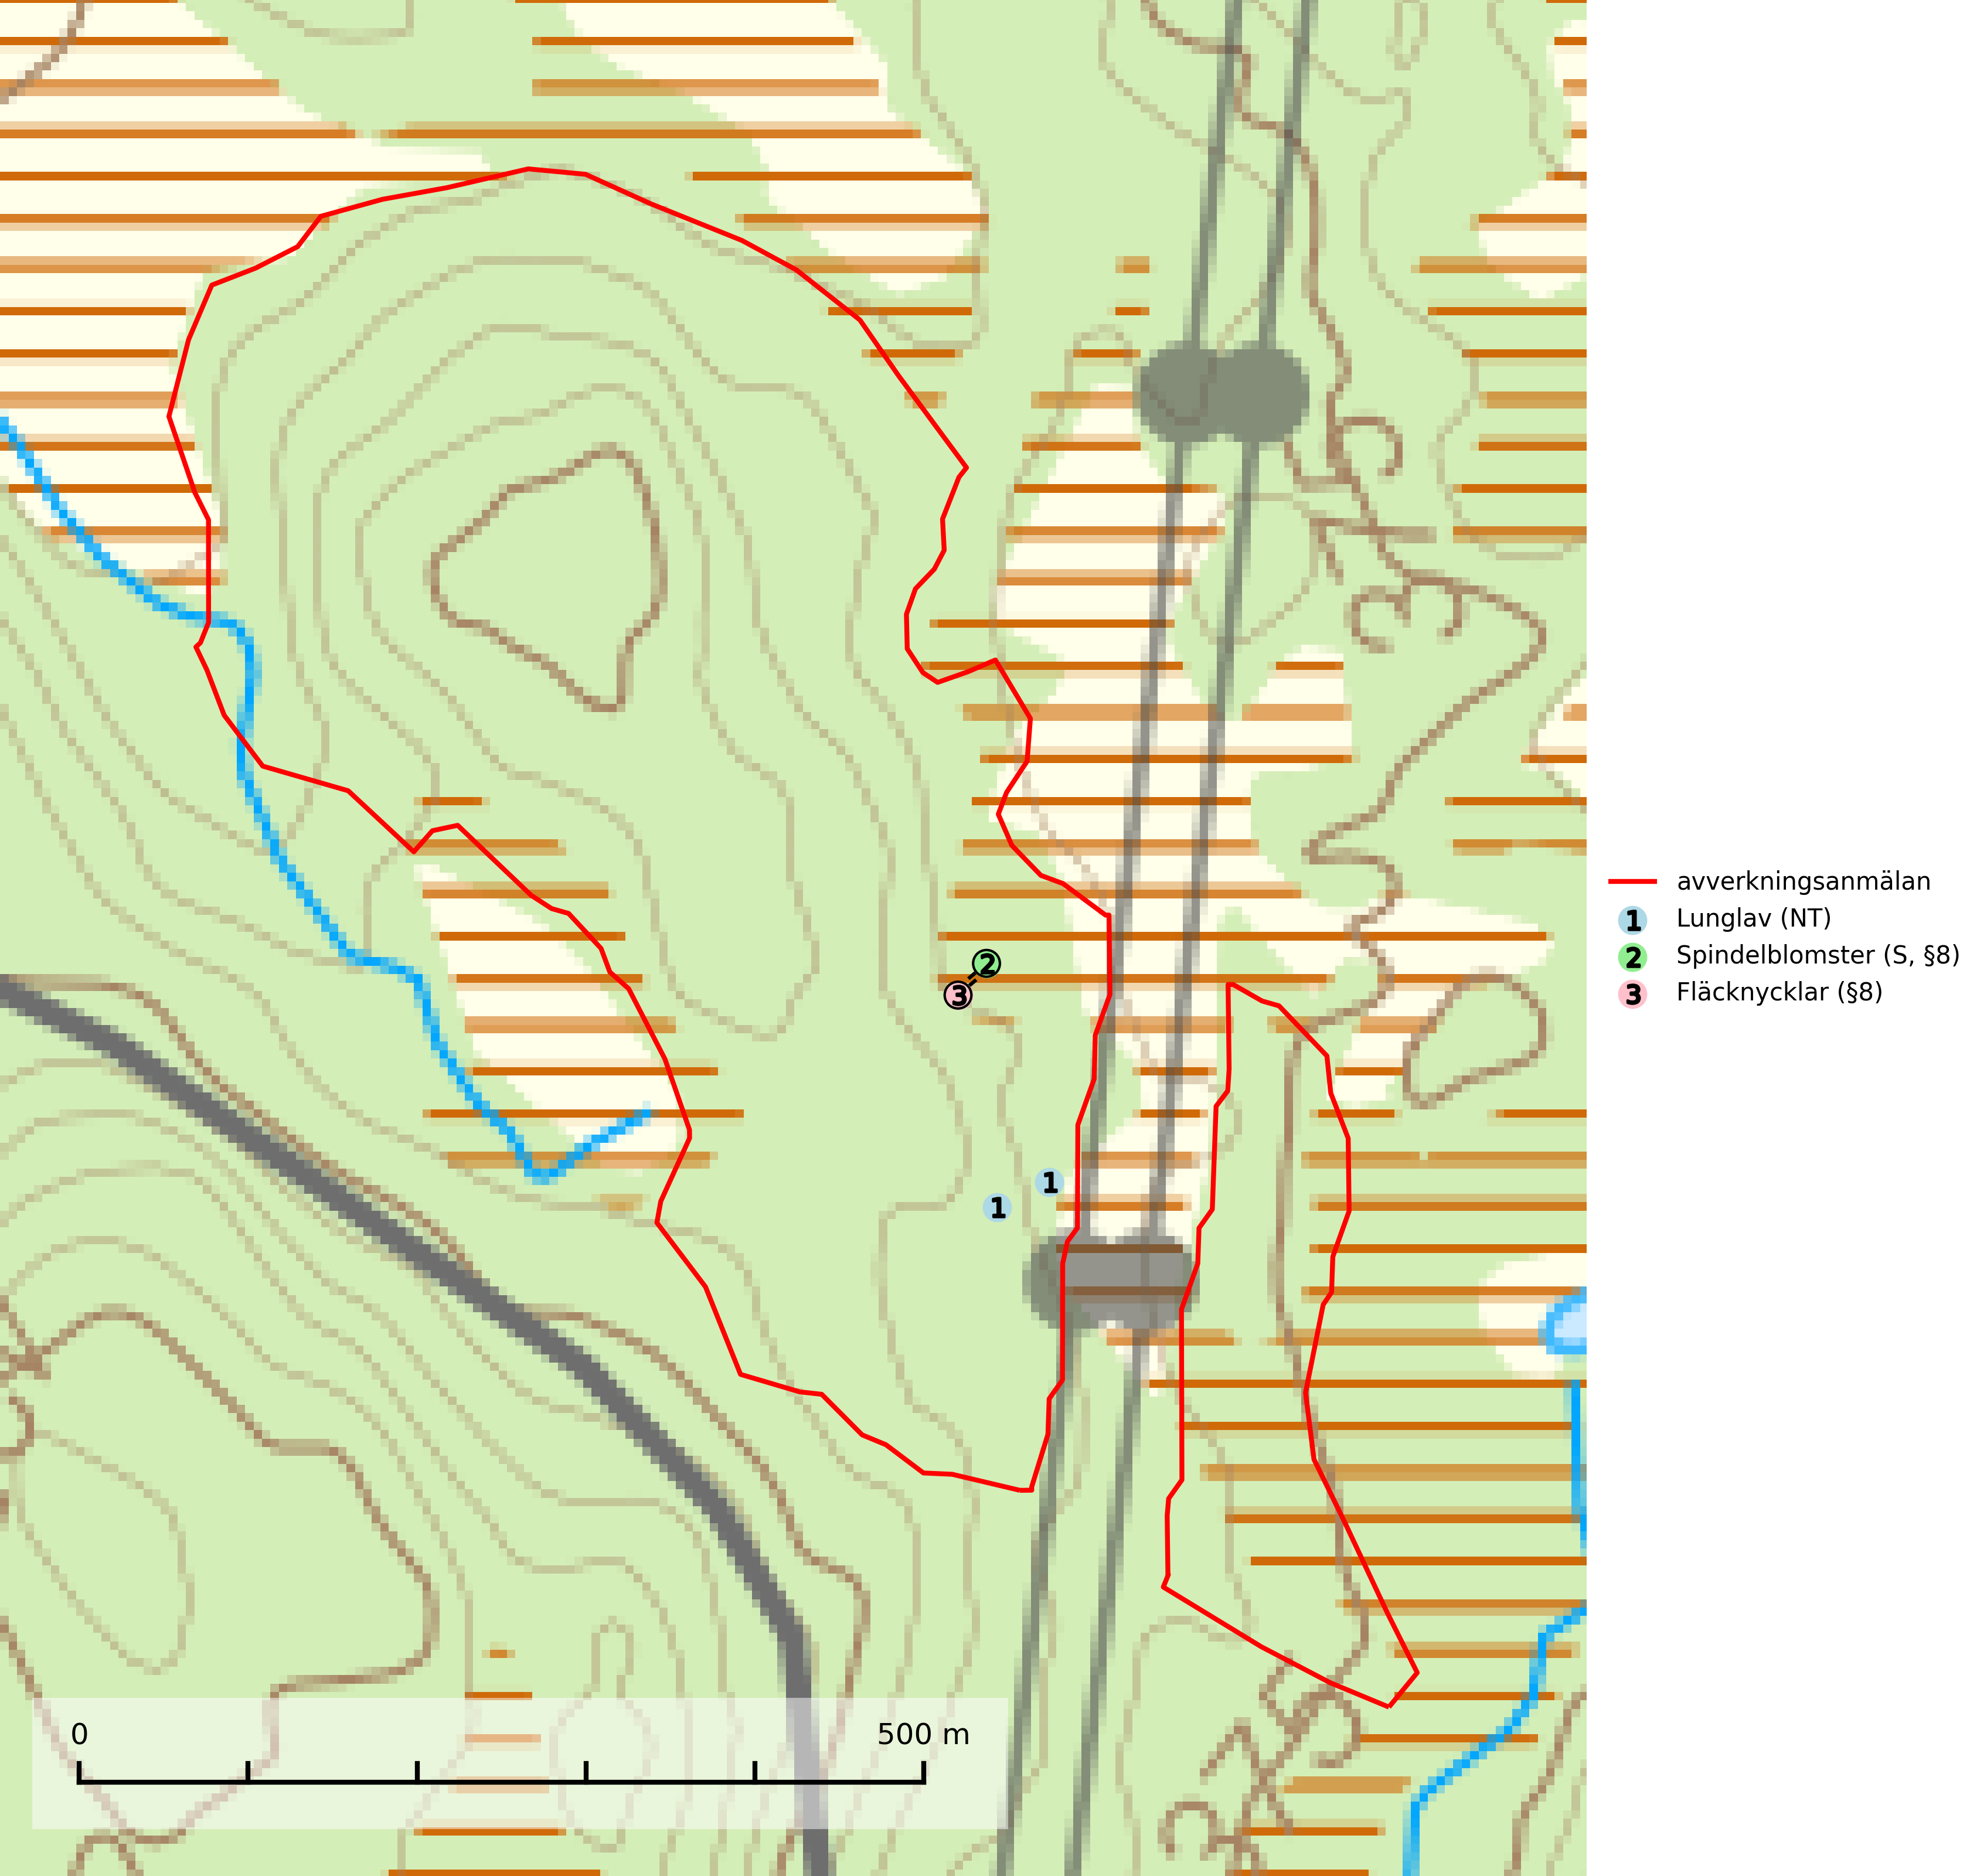 2
3
1
1
0 500 m
avverkningsanmälan
1 Lunglav (NT)
2 Spindelblomster (S, §8)
3 Fläcknycklar (§8)